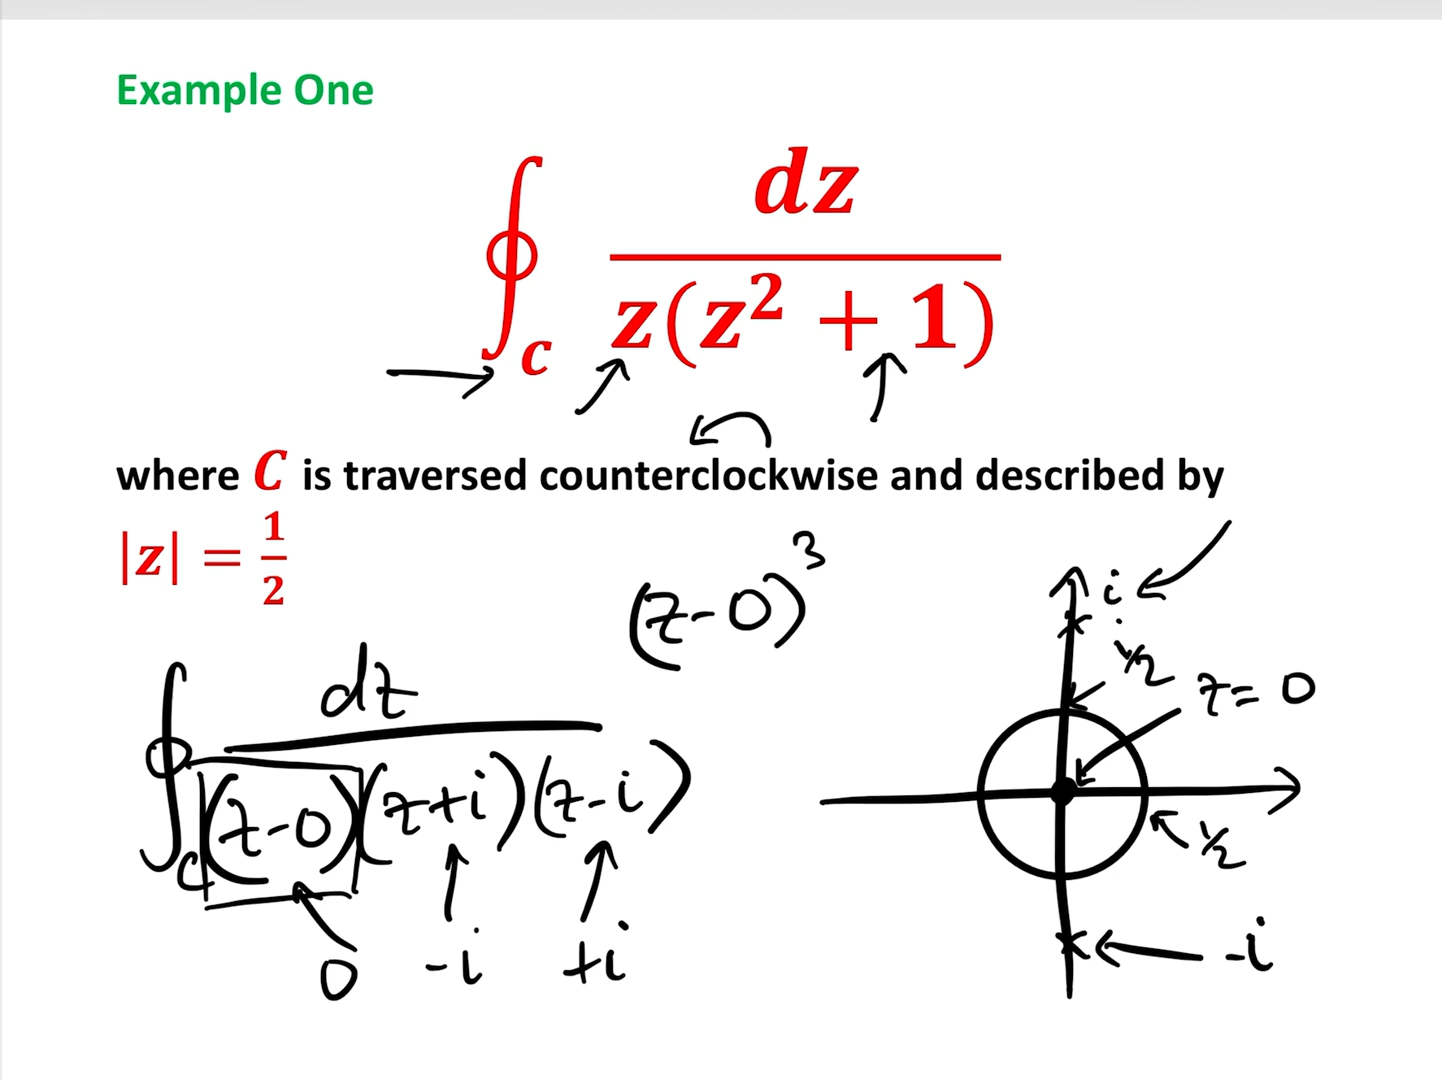 Example One
∮_C dz / z(z² + 1)
where C is traversed counterclockwise and described by
|z| = 1/2
(z-0)³
∮_C dz / (z-0)(z+i)(z-i)
0 -i +i
i
1/2
z = 0
1/2
-i